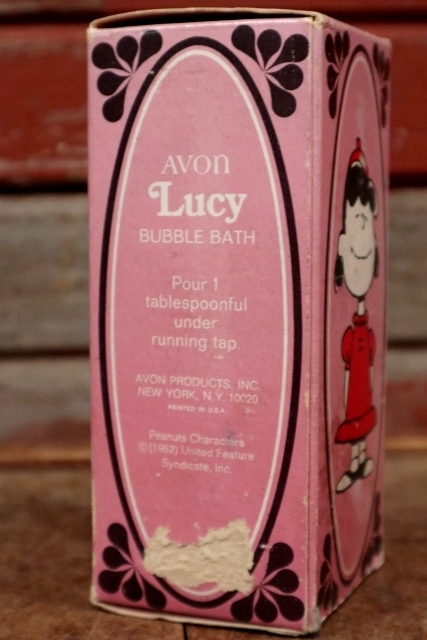 AVON
Lucy
BUBBLE BATH
Pour 1
tablespoonful
under
running tap.
AVON PRODUCTS, INC.
NEW YORK, N.Y. 10020
PRINTED IN U.S.A.
Peanuts Characters
©(1952) United Feature
Syndicate, Inc.